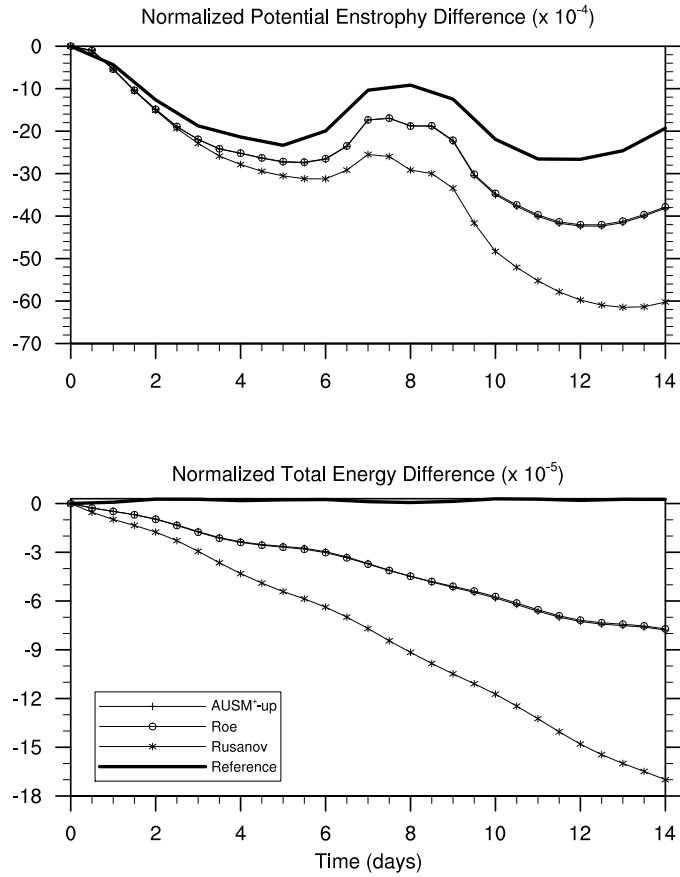 Normalized Potential Enstrophy Difference (x 10-4)
0
-10
-20
-30
-40
-50
-60
-70
0 2 4 6 8 10 12 14
Normalized Total Energy Difference (x 10-5)
0
-3
-6
-9
-12
-15
-18
AUSM+-up
Roe
Rusanov
Reference
0 2 4 6 8 10 12 14
Time (days)